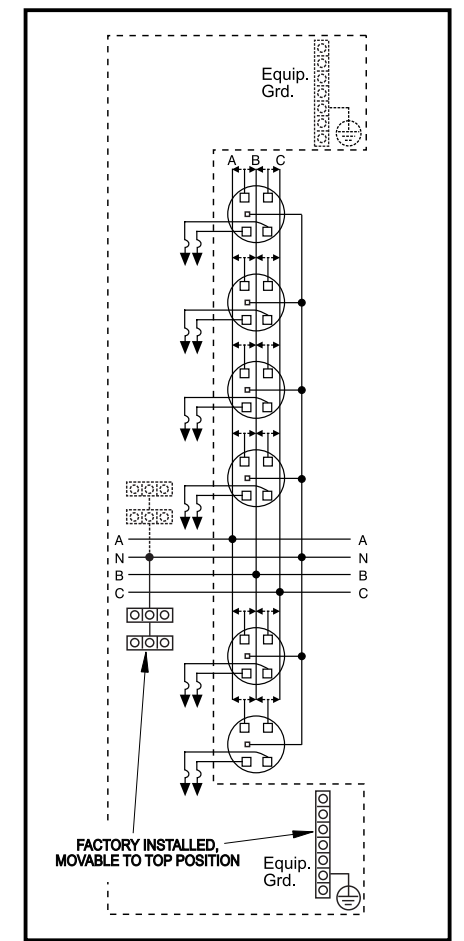 Equip.
Grd.
A B C
A A
N N
B B
C C
FACTORY INSTALLED,
MOVABLE TO TOP POSITION
Equip.
Grd.